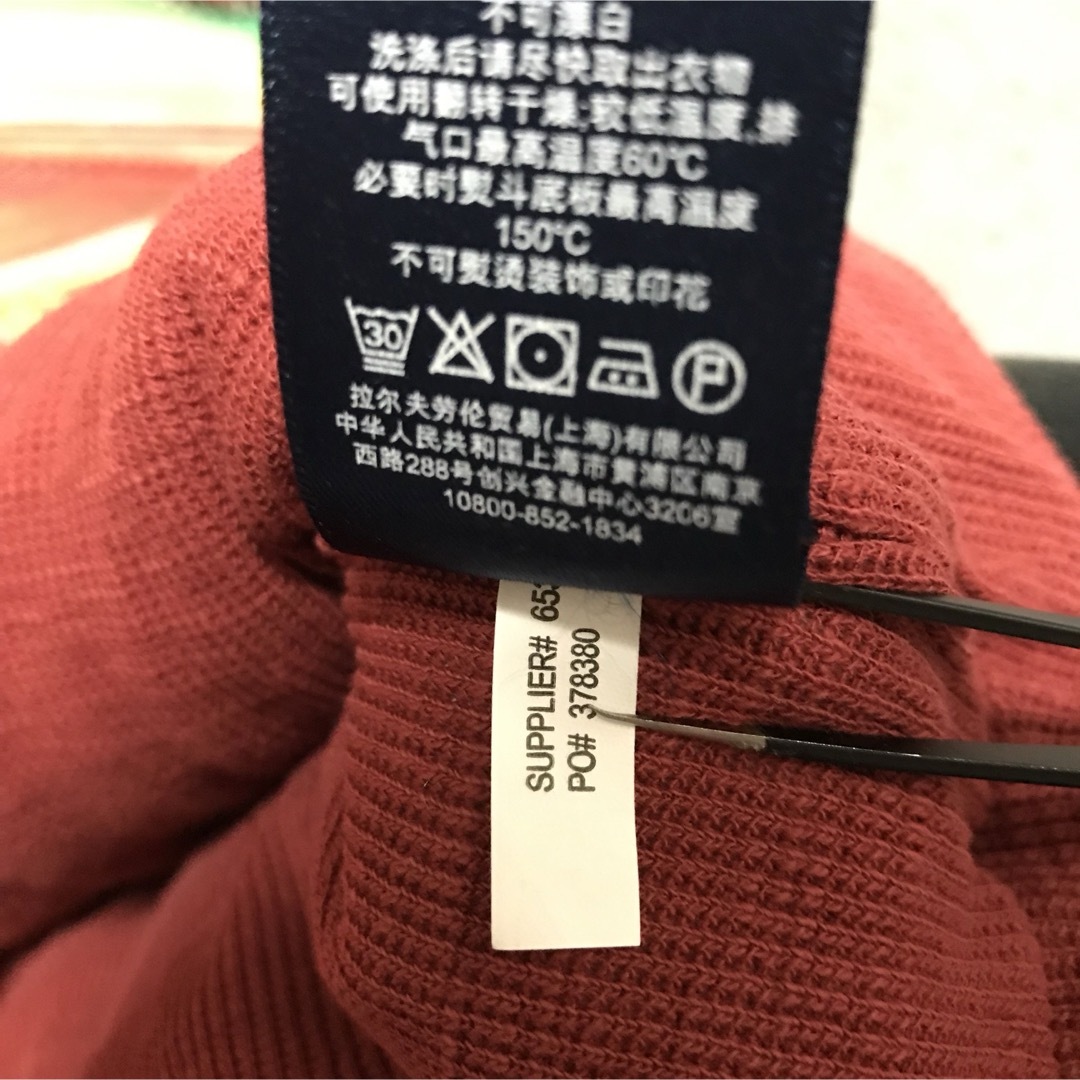 不可漂白
洗涤后请尽快取出衣物
可使用翻转干燥;较低温度,排
气口最高温度60℃
必要时熨斗底板最高温度
150℃
不可熨烫装饰或印花
30
P
拉尔夫劳伦贸易(上海)有限公司
中华人民共和国上海市黄浦区南京
西路288号创兴金融中心3206室
10800-852-1834
SUPPLIER# 653
PO# 378380